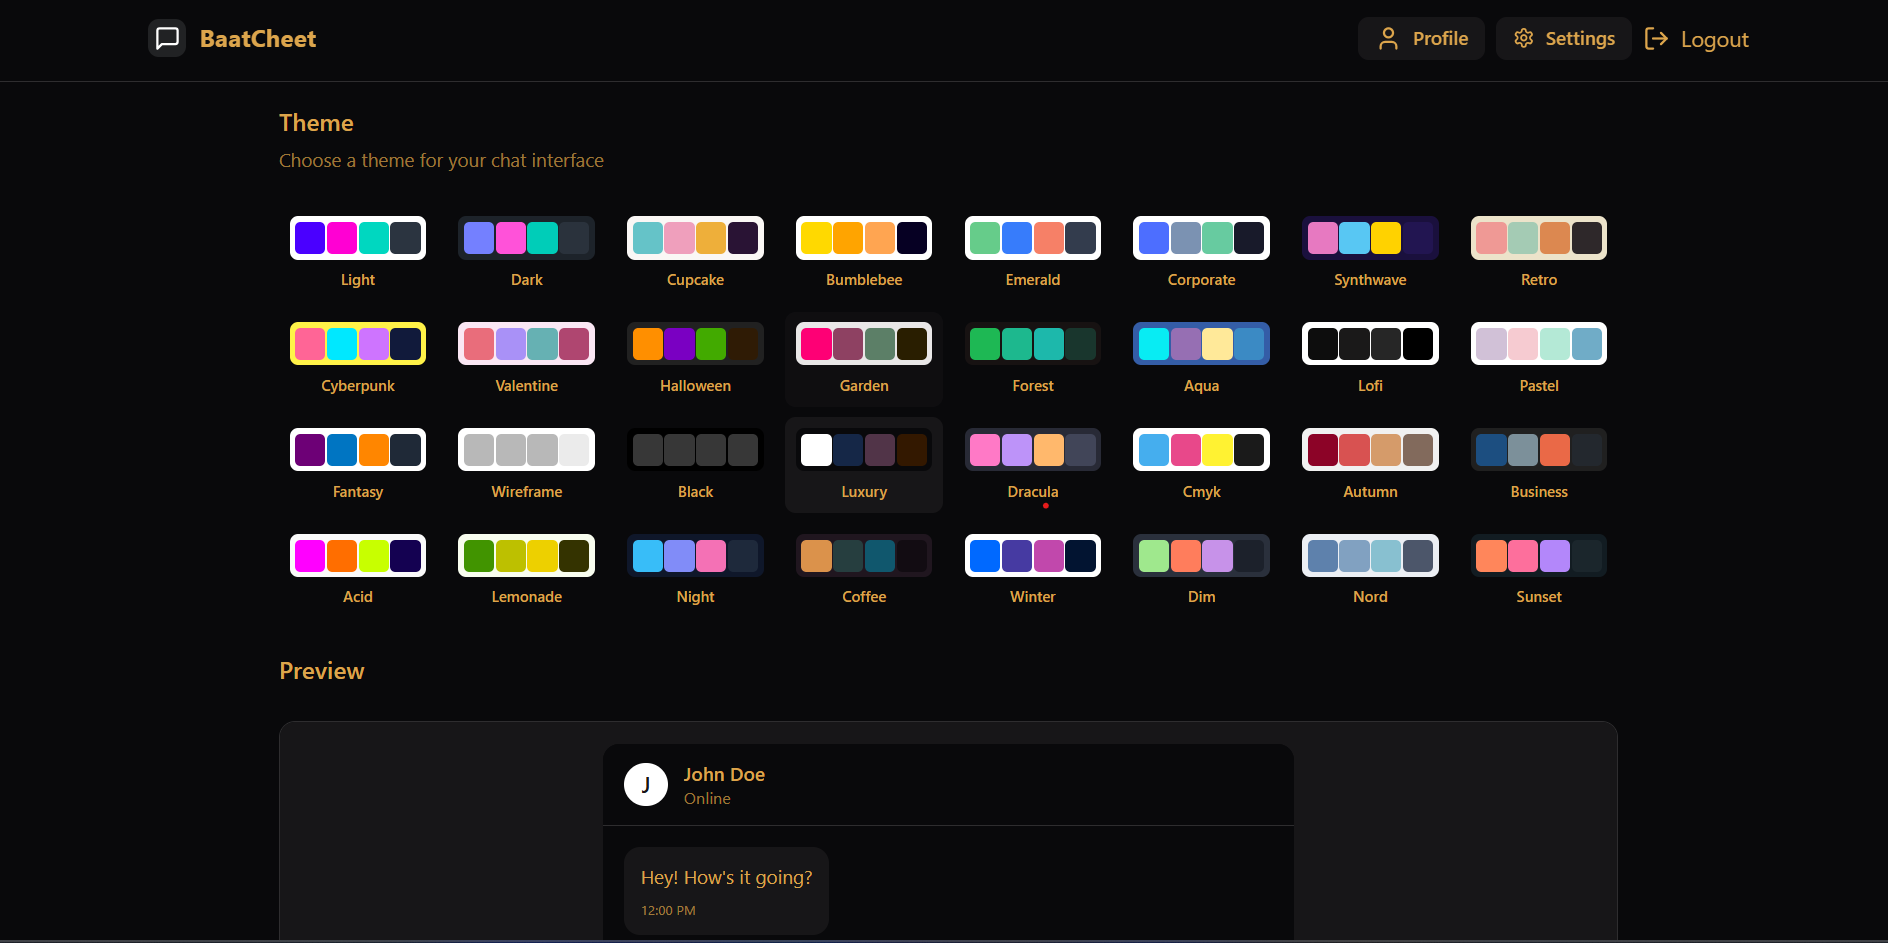 BaatCheet
Profile Settings Logout
Theme
Choose a theme for your chat interface
Light Dark Cupcake Bumblebee Emerald Corporate Synthwave Retro
Cyberpunk Valentine Halloween Garden Forest Aqua Lofi Pastel
Fantasy Wireframe Black Luxury Dracula Cmyk Autumn Business
Acid Lemonade Night Coffee Winter Dim Nord Sunset
Preview
J
John Doe
Online
Hey! How's it going?
12:00 PM